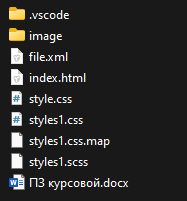 .vscode
image
file.xml
index.html
style.css
styles1.css
styles1.css.map
styles1.scss
ПЗ курсовой.docx